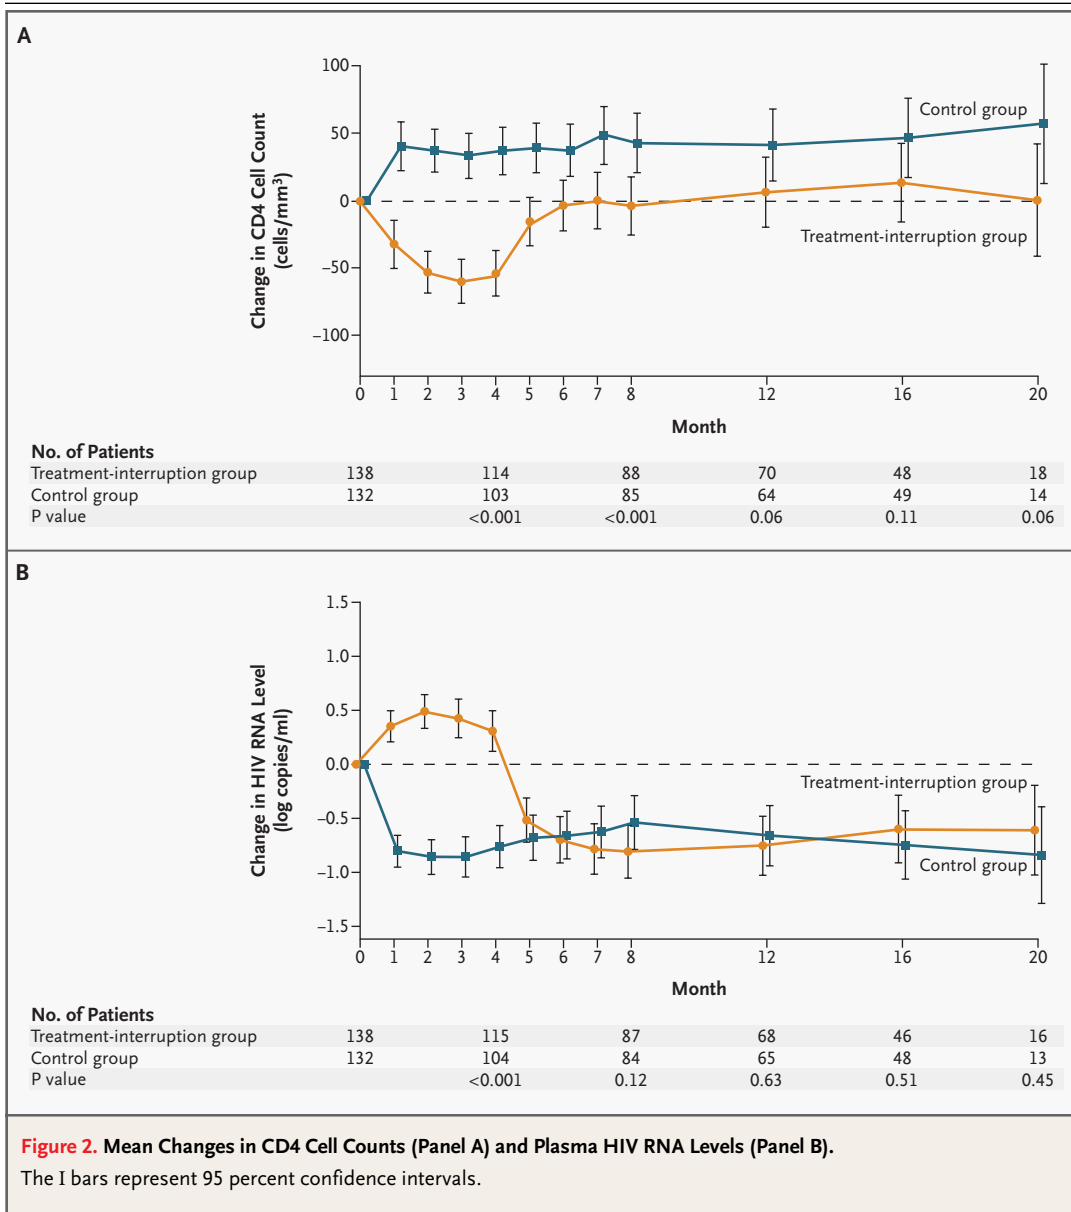 A
100
50
0
−50
−100
Change in CD4 Cell Count
(cells/mm³)
Control group
Treatment-interruption group
0 1 2 3 4 5 6 7 8 12 16 20
Month
No. of Patients
Treatment-interruption group 138 114 88 70 48 18
Control group 132 103 85 64 49 14
P value <0.001 <0.001 0.06 0.11 0.06
B
1.5
1.0
0.5
0.0
−0.5
−1.0
−1.5
Change in HIV RNA Level
(log copies/ml)
Treatment-interruption group
Control group
0 1 2 3 4 5 6 7 8 12 16 20
Month
No. of Patients
Treatment-interruption group 138 115 87 68 46 16
Control group 132 104 84 65 48 13
P value <0.001 0.12 0.63 0.51 0.45
Figure 2. Mean Changes in CD4 Cell Counts (Panel A) and Plasma HIV RNA Levels (Panel B).
The I bars represent 95 percent confidence intervals.